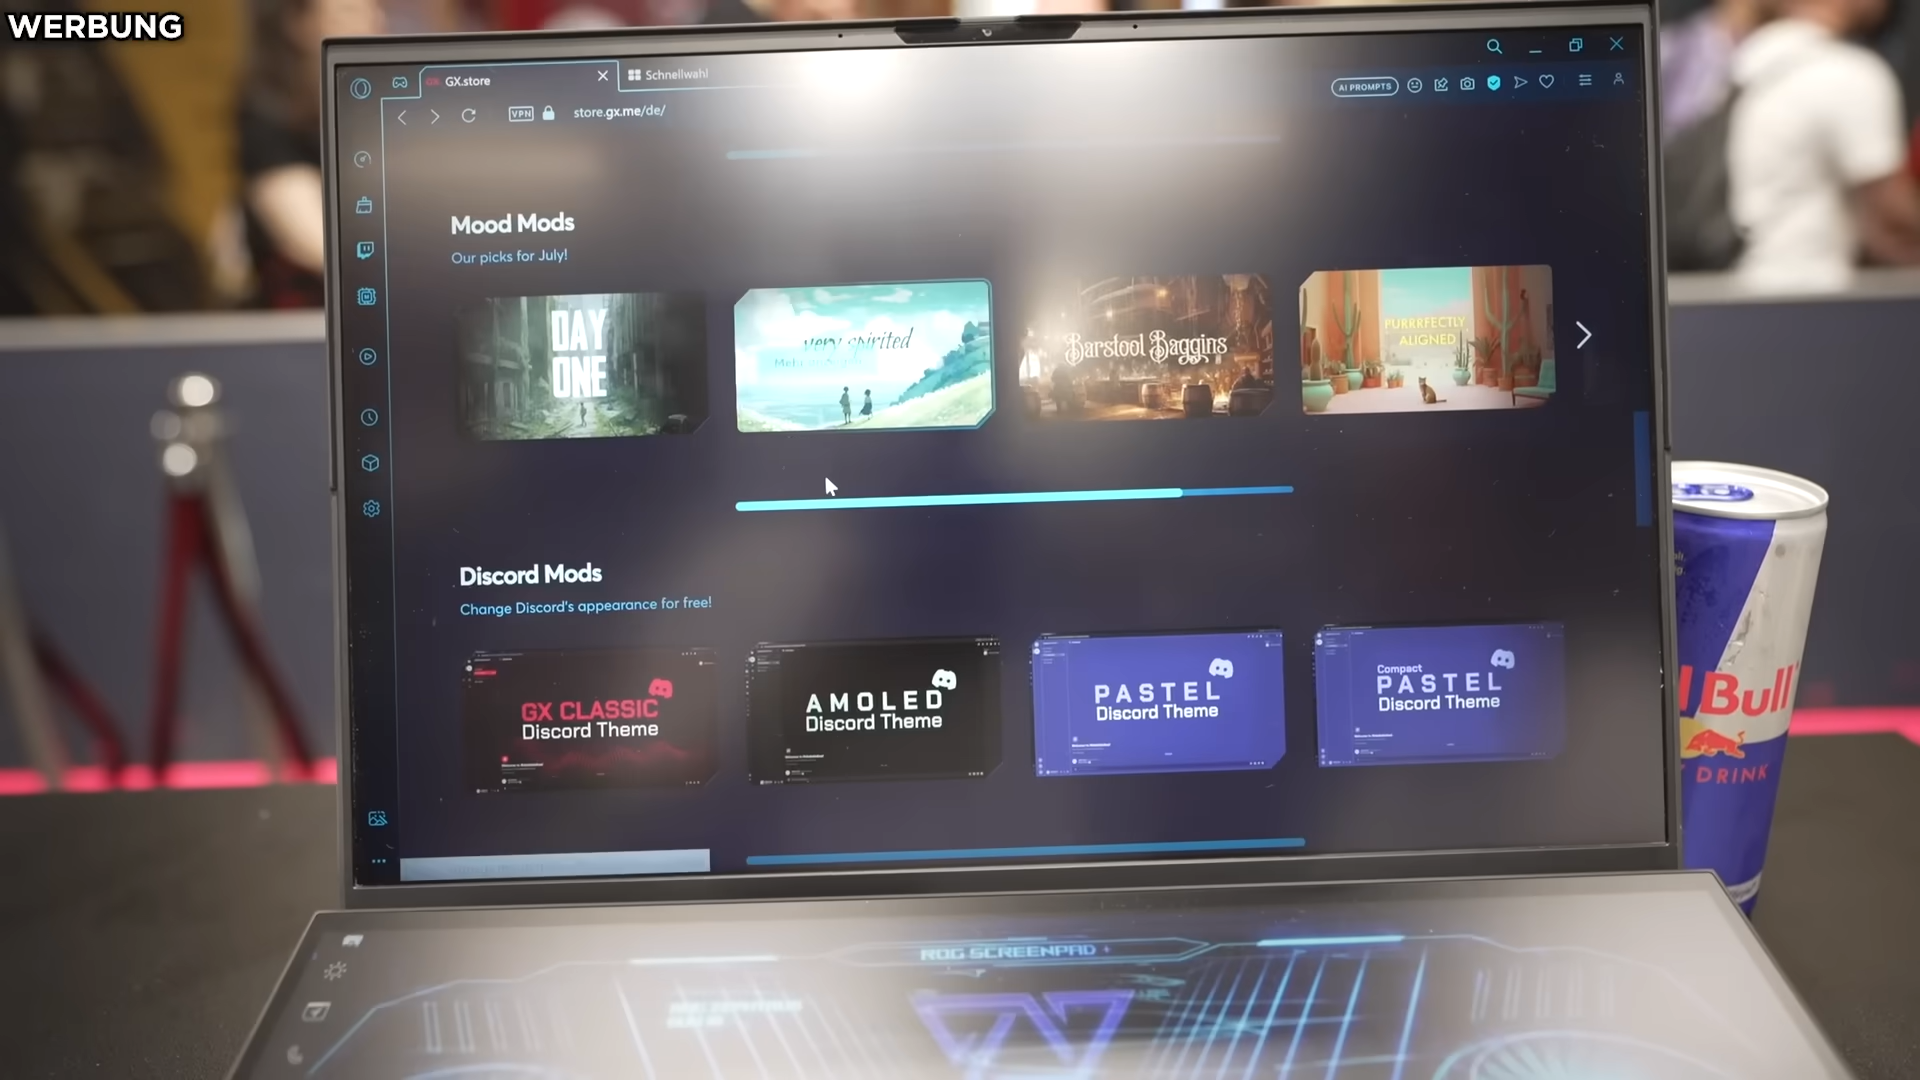 WERBUNG
GX.store
Schnellwahl
VPN
store.gx.me/de/
AI PROMPTS
Mood Mods
Our picks for July!
DAY
ONE
very spirited
Barstool Baggins
PURRRFECTLY
ALIGNED
Discord Mods
Change Discord's appearance for free!
GX CLASSIC
Discord Theme
AMOLED
Discord Theme
PASTEL
Discord Theme
Compact
PASTEL
Discord Theme
Bull
DRINK
ROG SCREENPAD +